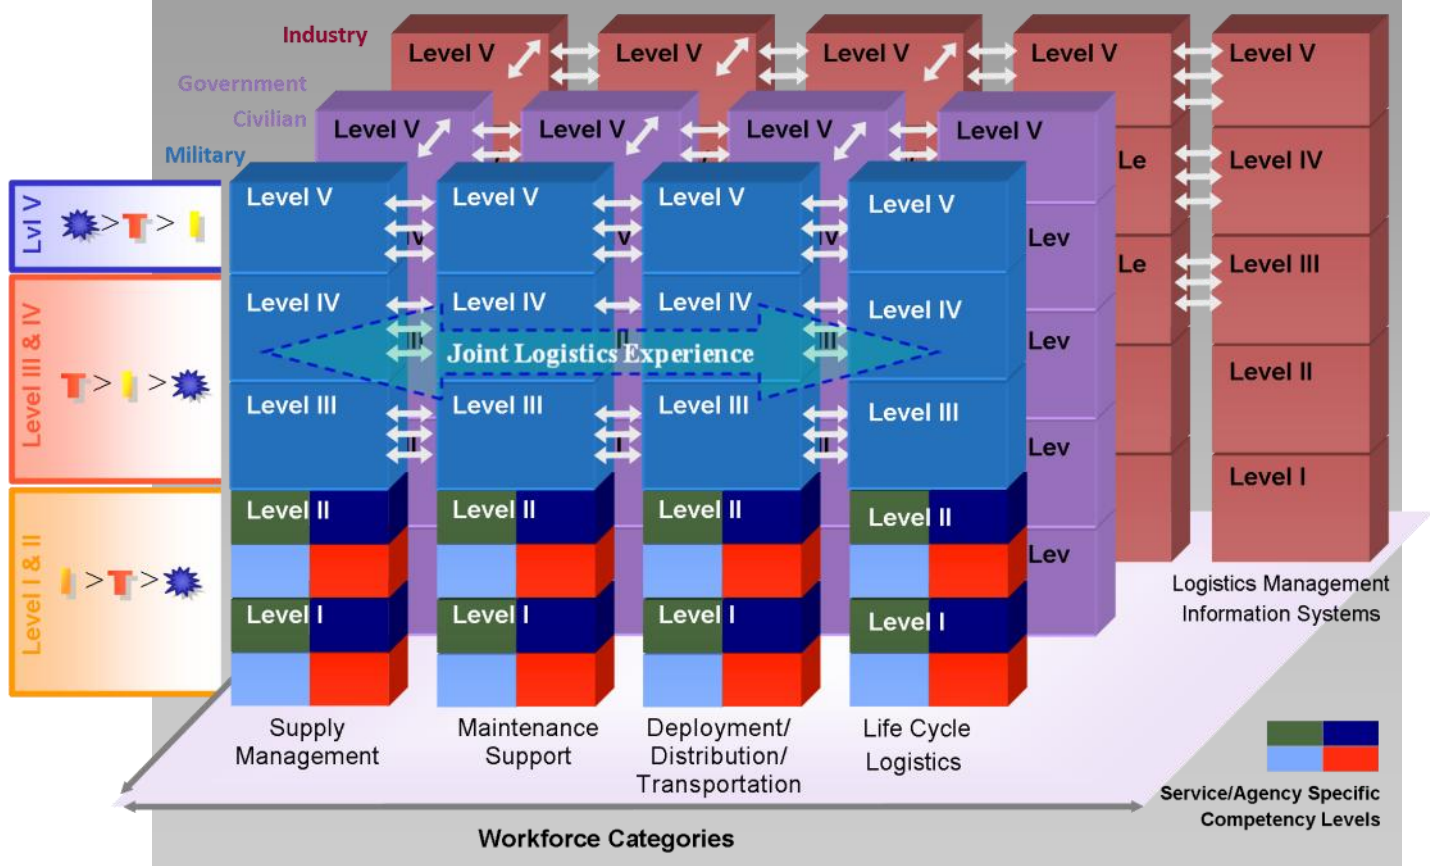 Industry
Level V
Level V
Level V
Level V
Level V
Government
Civilian
Level V
Level V
Level V
Level V
Military
Level V
Level V
Level V
Level V
Le
Level IV
Lvl V
>
>
IV
V
IV
Lev
Le
Level III
Level IV
Level IV
Level IV
Level IV
Level III & IV
>
>
Joint Logistics Experience
Lev
Level II
Level III
Level III
Level III
Level III
Lev
Level I
Level II
Level II
Level II
Level II
Lev
Level I & II
>
>
Level I
Level I
Level I
Level I
Logistics Management
Information Systems
Supply
Management
Maintenance
Support
Deployment/
Distribution/
Transportation
Life Cycle
Logistics
Service/Agency Specific
Competency Levels
Workforce Categories